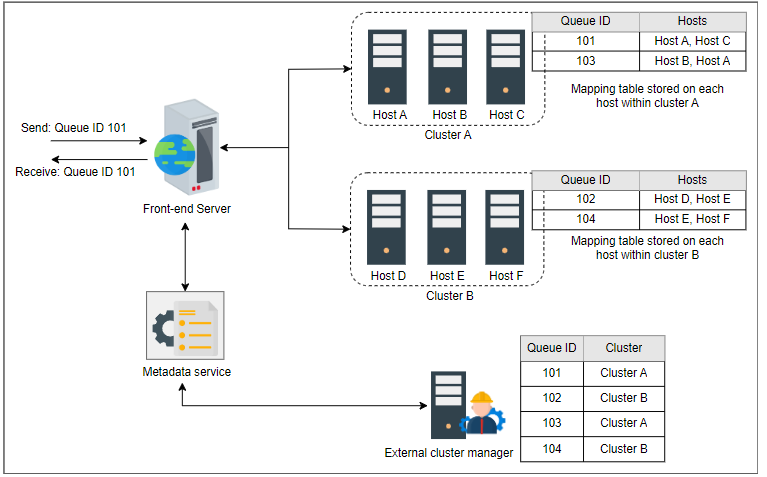 Send: Queue ID 101
Receive: Queue ID 101
Front-end Server
Metadata service
Host A Host B Host C
Cluster A
Queue ID Hosts
101 Host A, Host C
103 Host B, Host A
Mapping table stored on each
host within cluster A
Host D Host E Host F
Cluster B
Queue ID Hosts
102 Host D, Host E
104 Host E, Host F
Mapping table stored on each
host within cluster B
External cluster manager
Queue ID Cluster
101 Cluster A
102 Cluster B
103 Cluster A
104 Cluster B